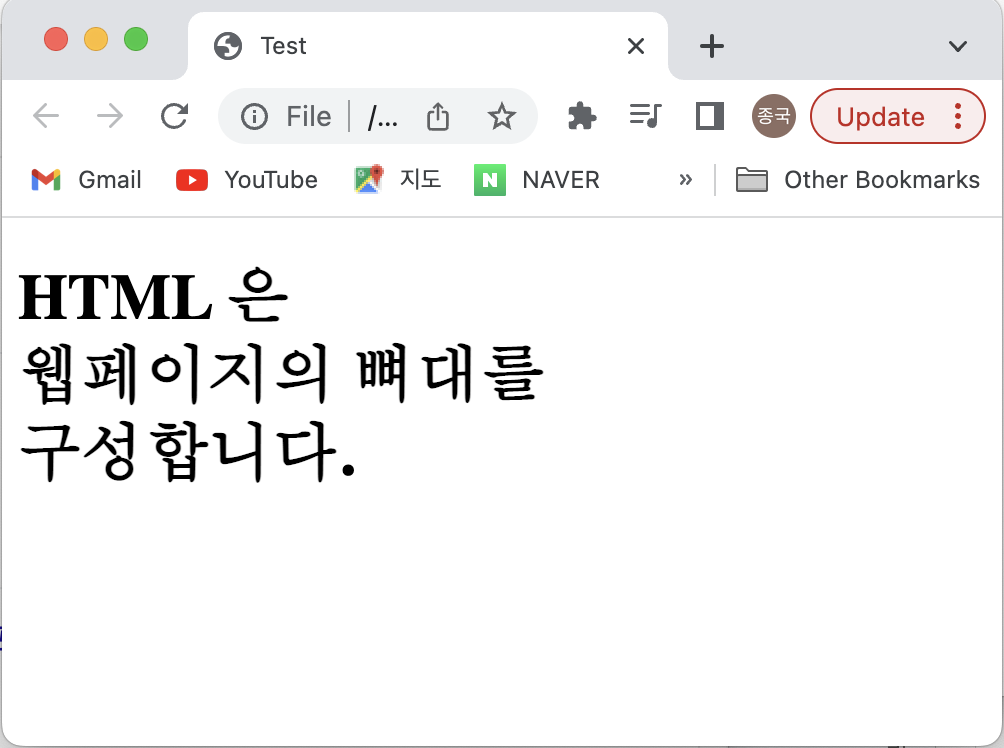 Test
File /... 종국 Update
Gmail YouTube 지도 N NAVER » Other Bookmarks
HTML 은
웹페이지의 뼈대를
구성합니다.